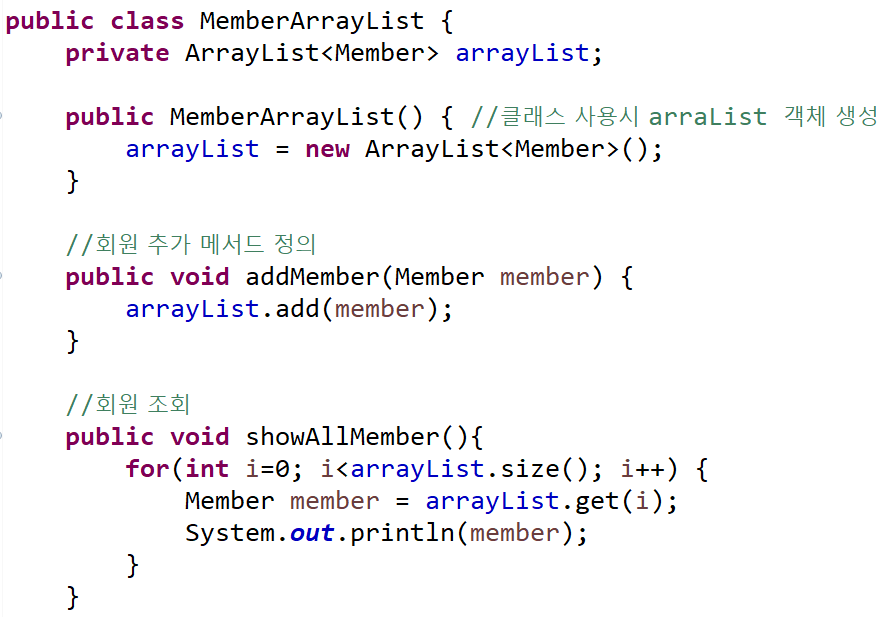 public class MemberArrayList {
    private ArrayList<Member> arrayList;

    public MemberArrayList() { //클래스 사용시 arraList 객체 생성
        arrayList = new ArrayList<Member>();
    }

    //회원 추가 메서드 정의
    public void addMember(Member member) {
        arrayList.add(member);
    }

    //회원 조회
    public void showAllMember(){
        for(int i=0; i<arrayList.size(); i++) {
            Member member = arrayList.get(i);
            System.out.println(member);
        }
    }